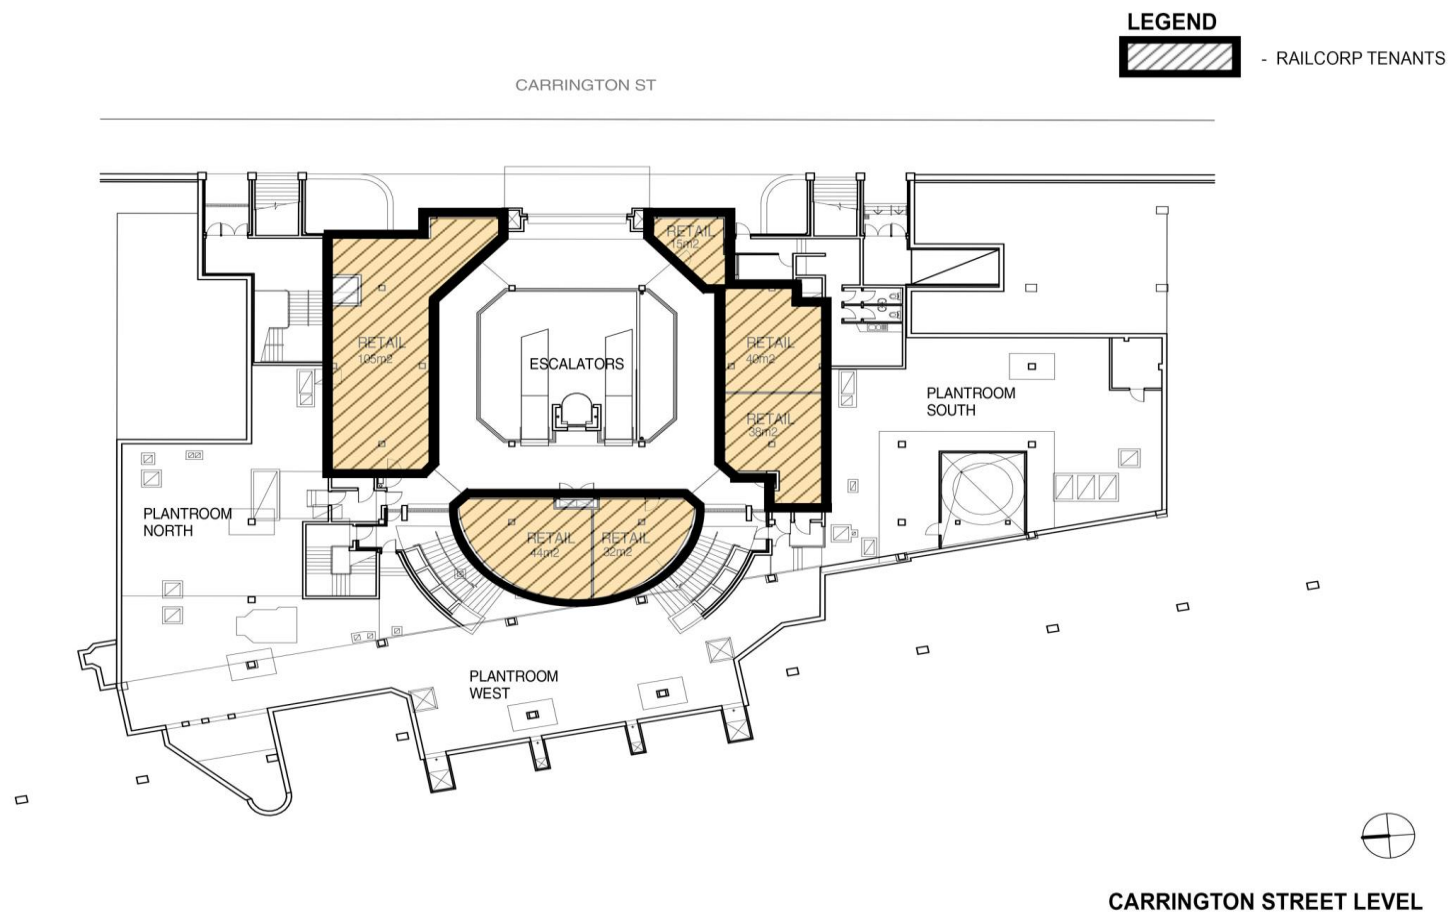 LEGEND
- RAILCORP TENANTS
CARRINGTON ST
RETAIL
15m2
RETAIL
105m2
RETAIL
40m2
ESCALATORS
PLANTROOM
SOUTH
RETAIL
38m2
PLANTROOM
NORTH
RETAIL
44m2
RETAIL
32m2
PLANTROOM
WEST
CARRINGTON STREET LEVEL